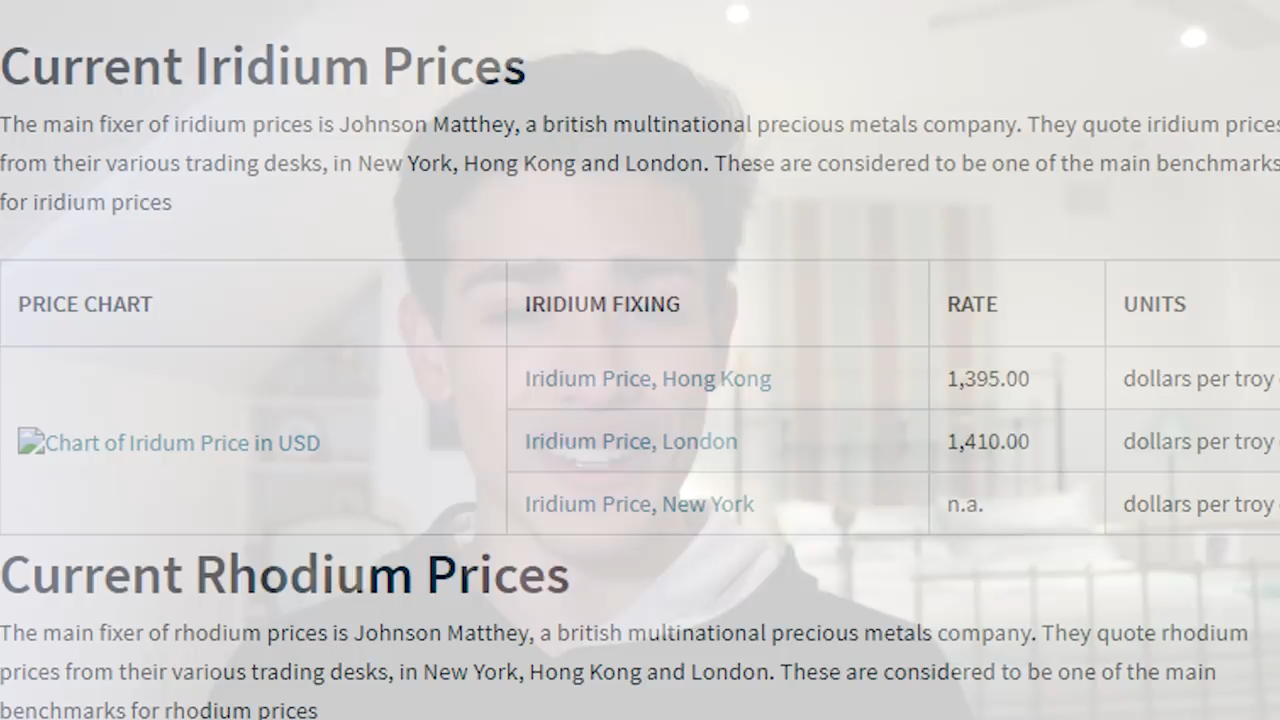 Current Iridium Prices
The main fixer of iridium prices is Johnson Matthey, a british multinational precious metals company. They quote iridium prices
from their various trading desks, in New York, Hong Kong and London. These are considered to be one of the main benchmarks
for iridium prices
PRICE CHART IRIDIUM FIXING RATE UNITS
Iridium Price, Hong Kong 1,395.00 dollars per troy
Chart of Iridum Price in USD
Iridium Price, London 1,410.00 dollars per troy
Iridium Price, New York n.a. dollars per troy
Current Rhodium Prices
The main fixer of rhodium prices is Johnson Matthey, a british multinational precious metals company. They quote rhodium
prices from their various trading desks, in New York, Hong Kong and London. These are considered to be one of the main
benchmarks for rhodium prices